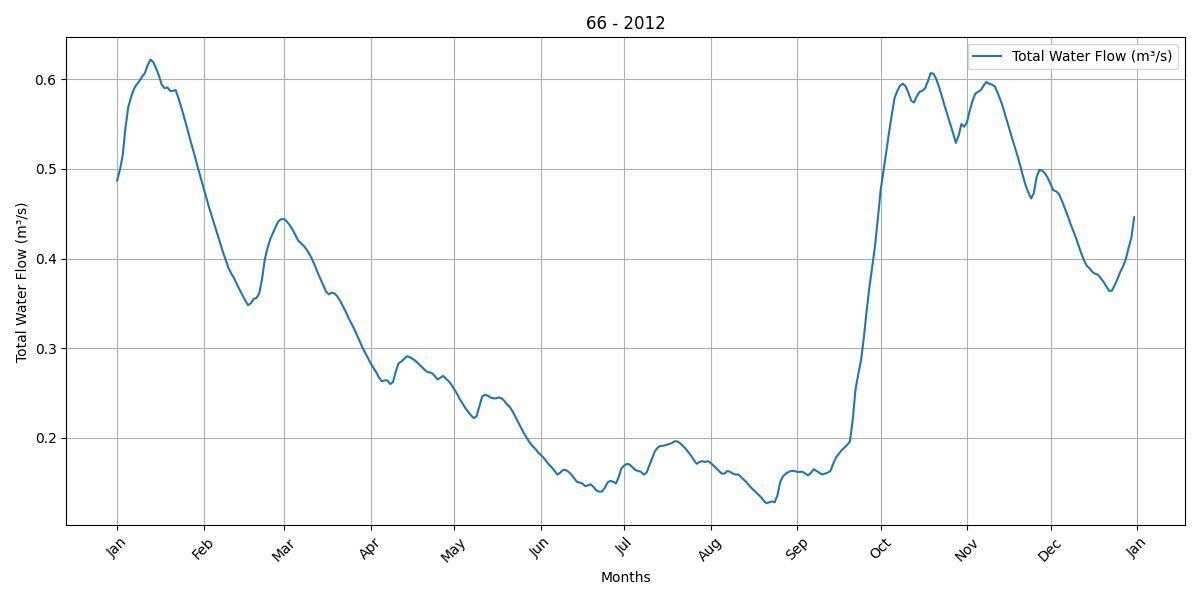 66 - 2012
Total Water Flow (m³/s)
Total Water Flow (m³/s)
0.6
0.5
0.4
0.3
0.2
Jan Feb Mar Apr May Jun Jul Aug Sep Oct Nov Dec Jan
Months